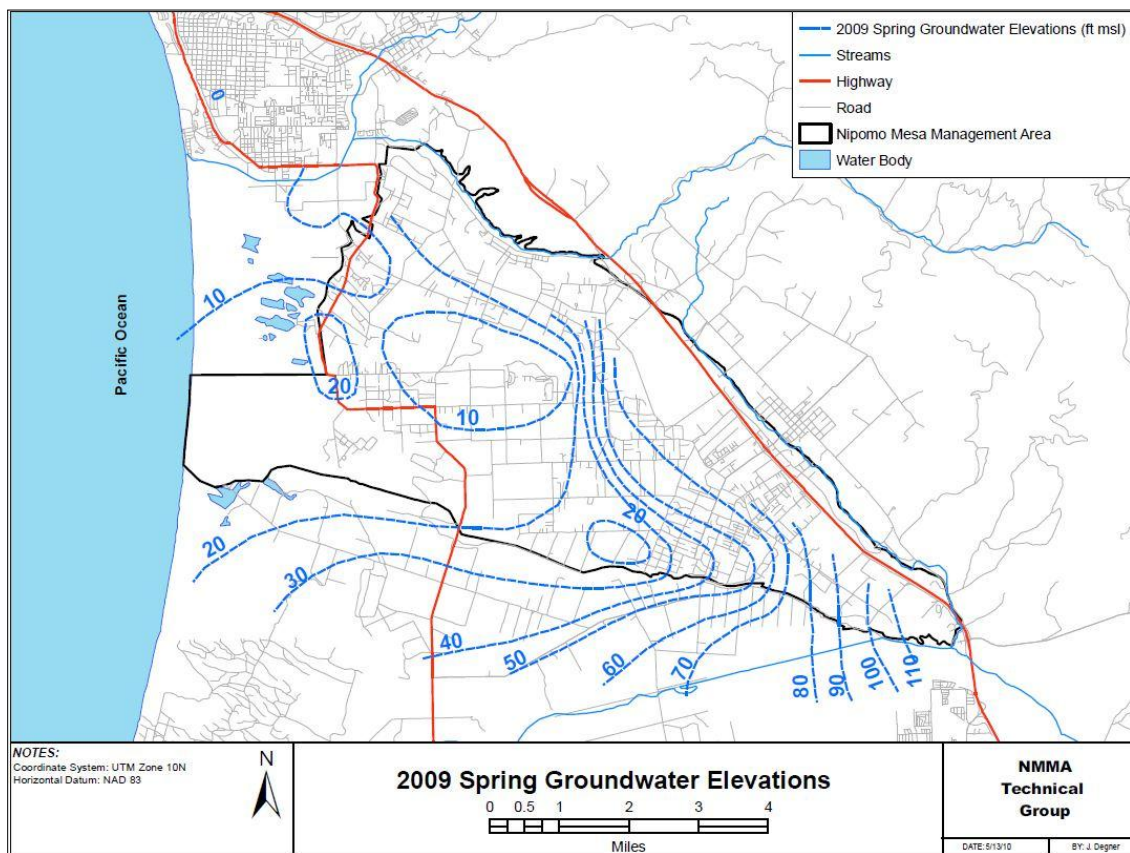 2009 Spring Groundwater Elevations (ft msl)
Streams
Highway
Road
Nipomo Mesa Management Area
Water Body
0
10
Pacific Ocean
20
10
20
20
30
40
50
60
70
80
90
100
110
NOTES:
Coordinate System: UTM Zone 10N
Horizontal Datum: NAD 83
N
2009 Spring Groundwater Elevations
0 0.5 1 2 3 4
Miles
NMMA
Technical
Group
DATE: 5/13/10
BY: J. Degner